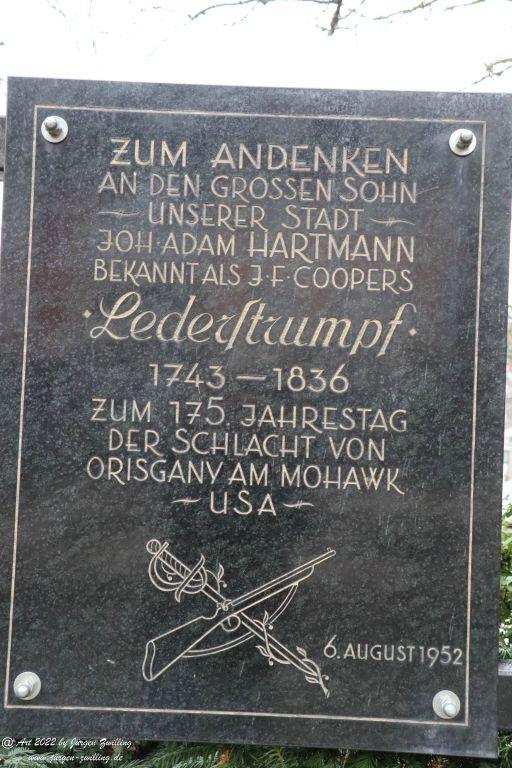 ZUM ANDENKEN
AN DEN GROSSEN SOHN
UNSERER STADT
JOH·ADAM HARTMANN
BEKANNT ALS J·F·COOPERS
·Lederstrumpf·
1743 – 1836
ZUM 175. JAHRESTAG
DER SCHLACHT VON
ORISGANY AM MOHAWK
~ USA ~
6. AUGUST 1952
@ Art 2022 by Jürgen Zwilling
www.jurgen-zwilling.de